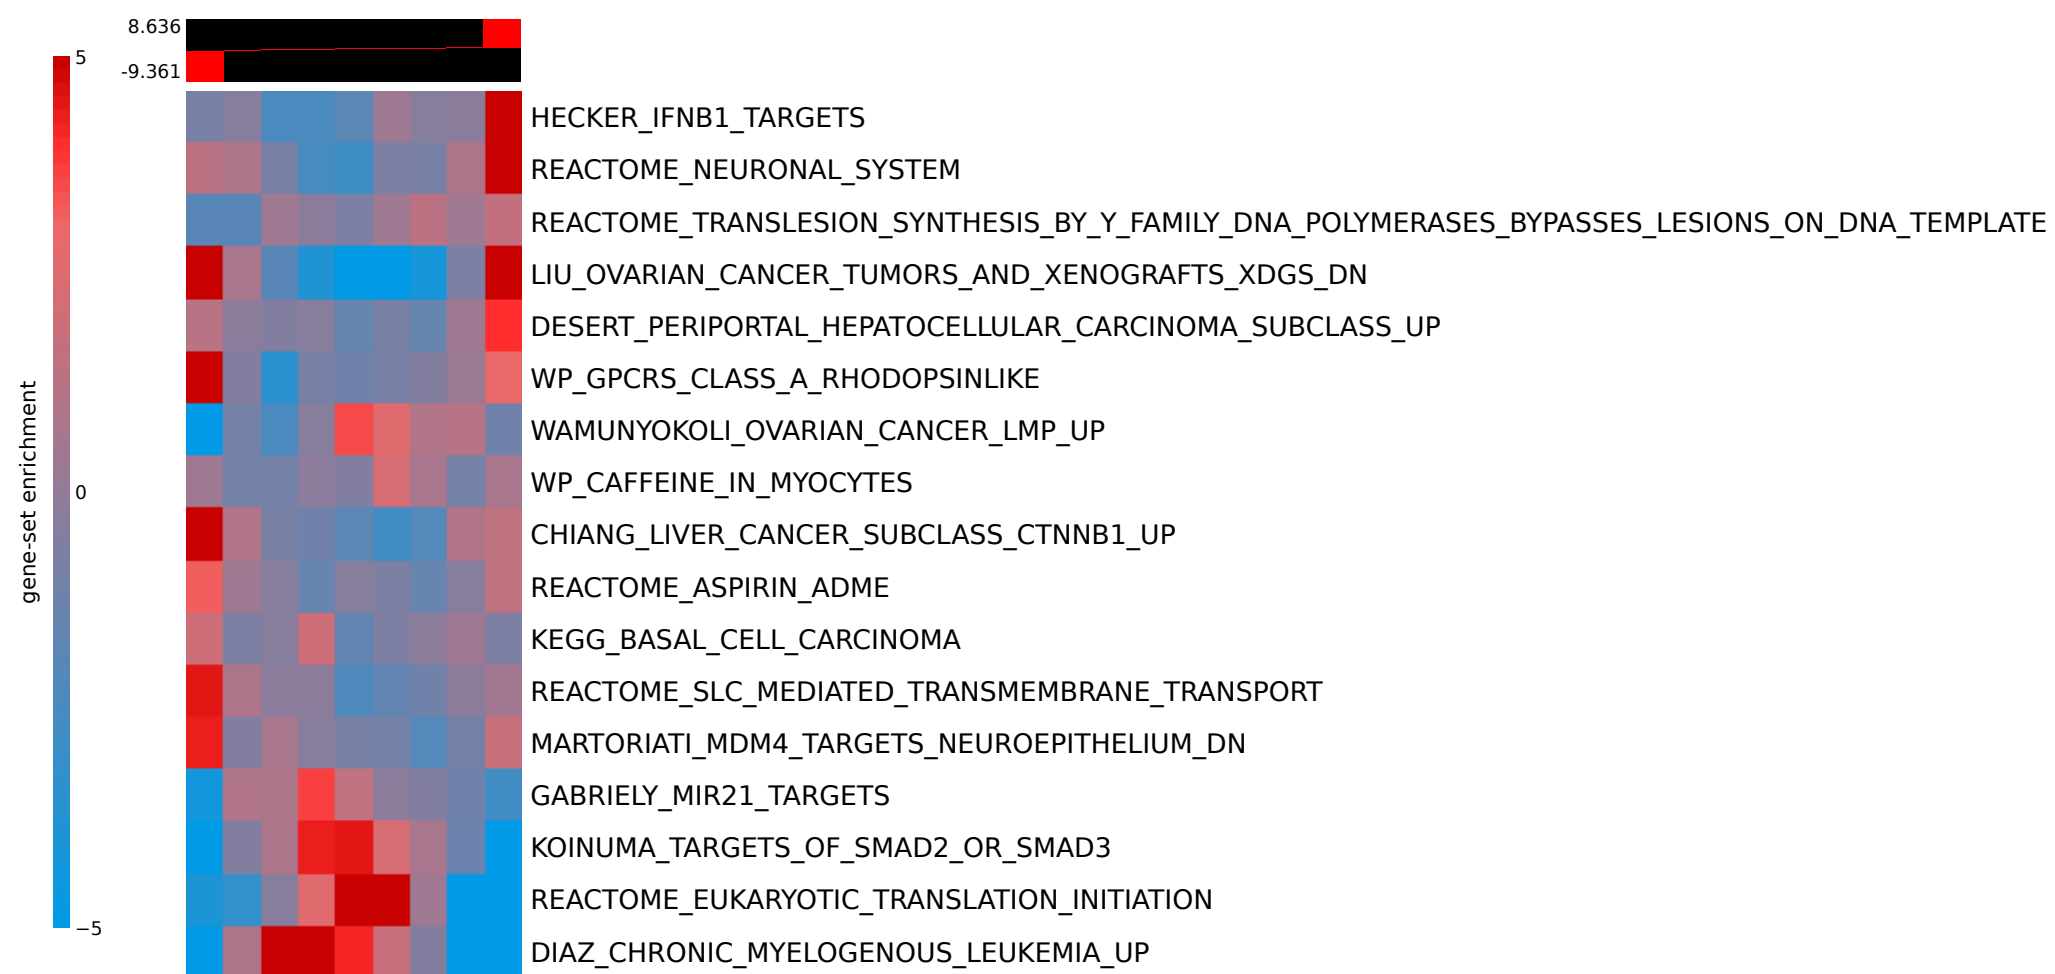 8.636
-9.361
5
0
−5
gene-set enrichment
HECKER_IFNB1_TARGETS
REACTOME_NEURONAL_SYSTEM
REACTOME_TRANSLESION_SYNTHESIS_BY_Y_FAMILY_DNA_POLYMERASES_BYPASSES_LESIONS_ON_DNA_TEMPLATE
LIU_OVARIAN_CANCER_TUMORS_AND_XENOGRAFTS_XDGS_DN
DESERT_PERIPORTAL_HEPATOCELLULAR_CARCINOMA_SUBCLASS_UP
WP_GPCRS_CLASS_A_RHODOPSINLIKE
WAMUNYOKOLI_OVARIAN_CANCER_LMP_UP
WP_CAFFEINE_IN_MYOCYTES
CHIANG_LIVER_CANCER_SUBCLASS_CTNNB1_UP
REACTOME_ASPIRIN_ADME
KEGG_BASAL_CELL_CARCINOMA
REACTOME_SLC_MEDIATED_TRANSMEMBRANE_TRANSPORT
MARTORIATI_MDM4_TARGETS_NEUROEPITHELIUM_DN
GABRIELY_MIR21_TARGETS
KOINUMA_TARGETS_OF_SMAD2_OR_SMAD3
REACTOME_EUKARYOTIC_TRANSLATION_INITIATION
DIAZ_CHRONIC_MYELOGENOUS_LEUKEMIA_UP